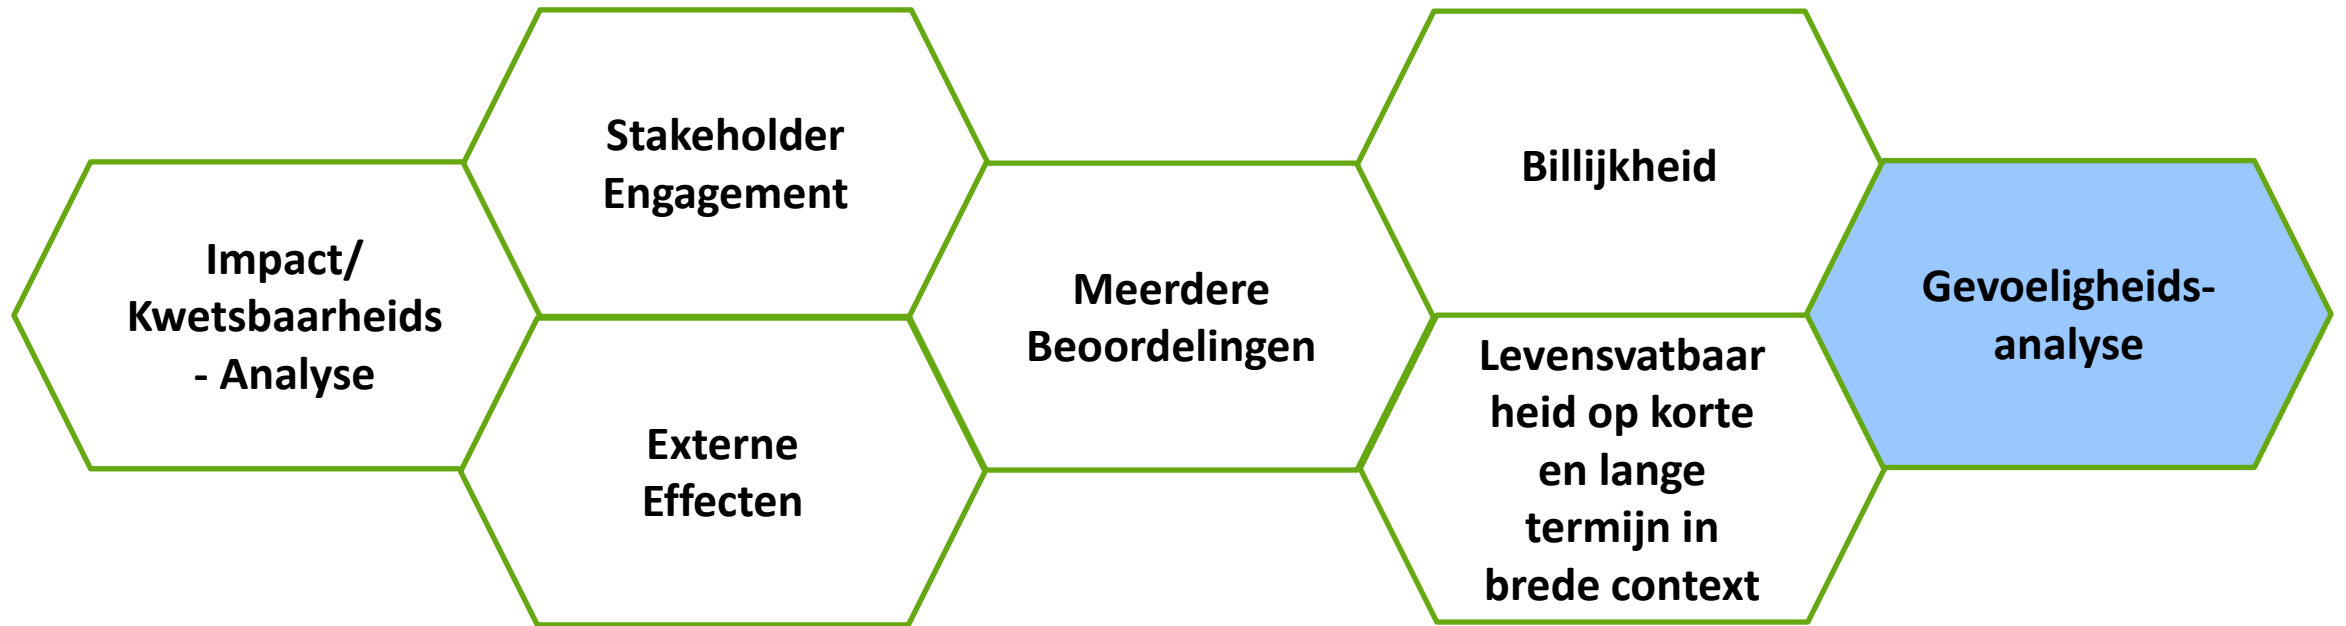 Impact/
Kwetsbaarheids
- Analyse
Stakeholder
Engagement
Externe
Effecten
Meerdere
Beoordelingen
Billijkheid
Levensvatbaar
heid op korte
en lange
termijn in
brede context
Gevoeligheids-
analyse